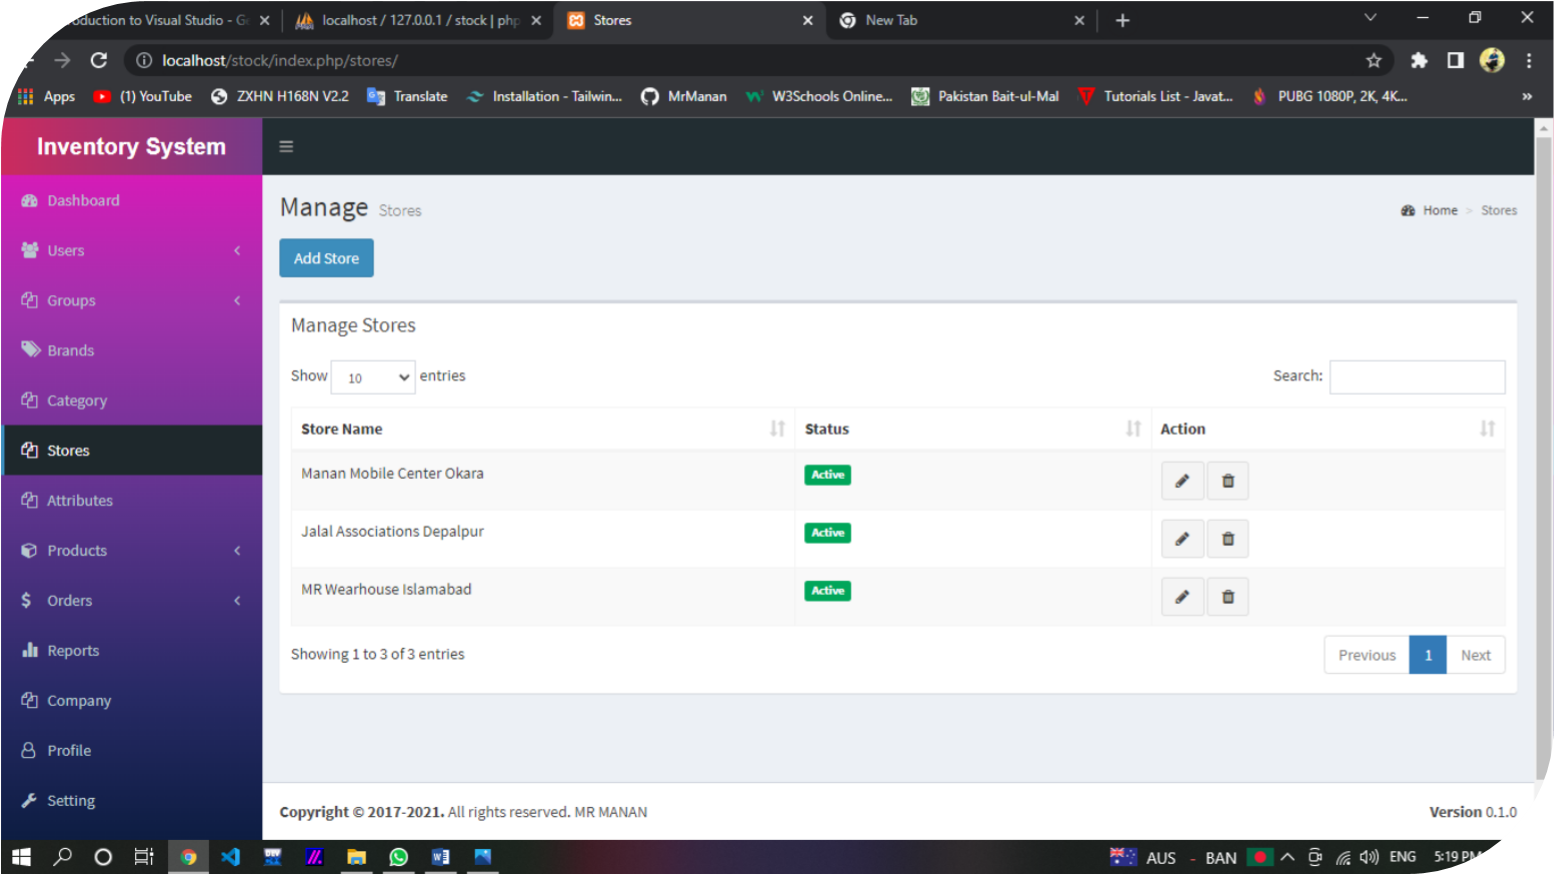 oduction to Visual Studio - Ge
localhost / 127.0.0.1 / stock | php
Stores
New Tab
localhost/stock/index.php/stores/
Apps
(1) YouTube
ZXHN H168N V2.2
Translate
Installation - Tailwin...
MrManan
W3Schools Online...
Pakistan Bait-ul-Mal
Tutorials List - Javat...
PUBG 1080P, 2K, 4K...
»
Inventory System
Dashboard
Users
Groups
Brands
Category
Stores
Attributes
Products
Orders
Reports
Company
Profile
Setting
Manage Stores
Home > Stores
Add Store
Manage Stores
Show 10 entries
Search:
Store Name Status Action
Manan Mobile Center Okara Active
Jalal Associations Depalpur Active
MR Wearhouse Islamabad Active
Showing 1 to 3 of 3 entries
Previous 1 Next
Copyright © 2017-2021. All rights reserved. MR MANAN
Version 0.1.0
AUS - BAN
ENG
5:19 PM